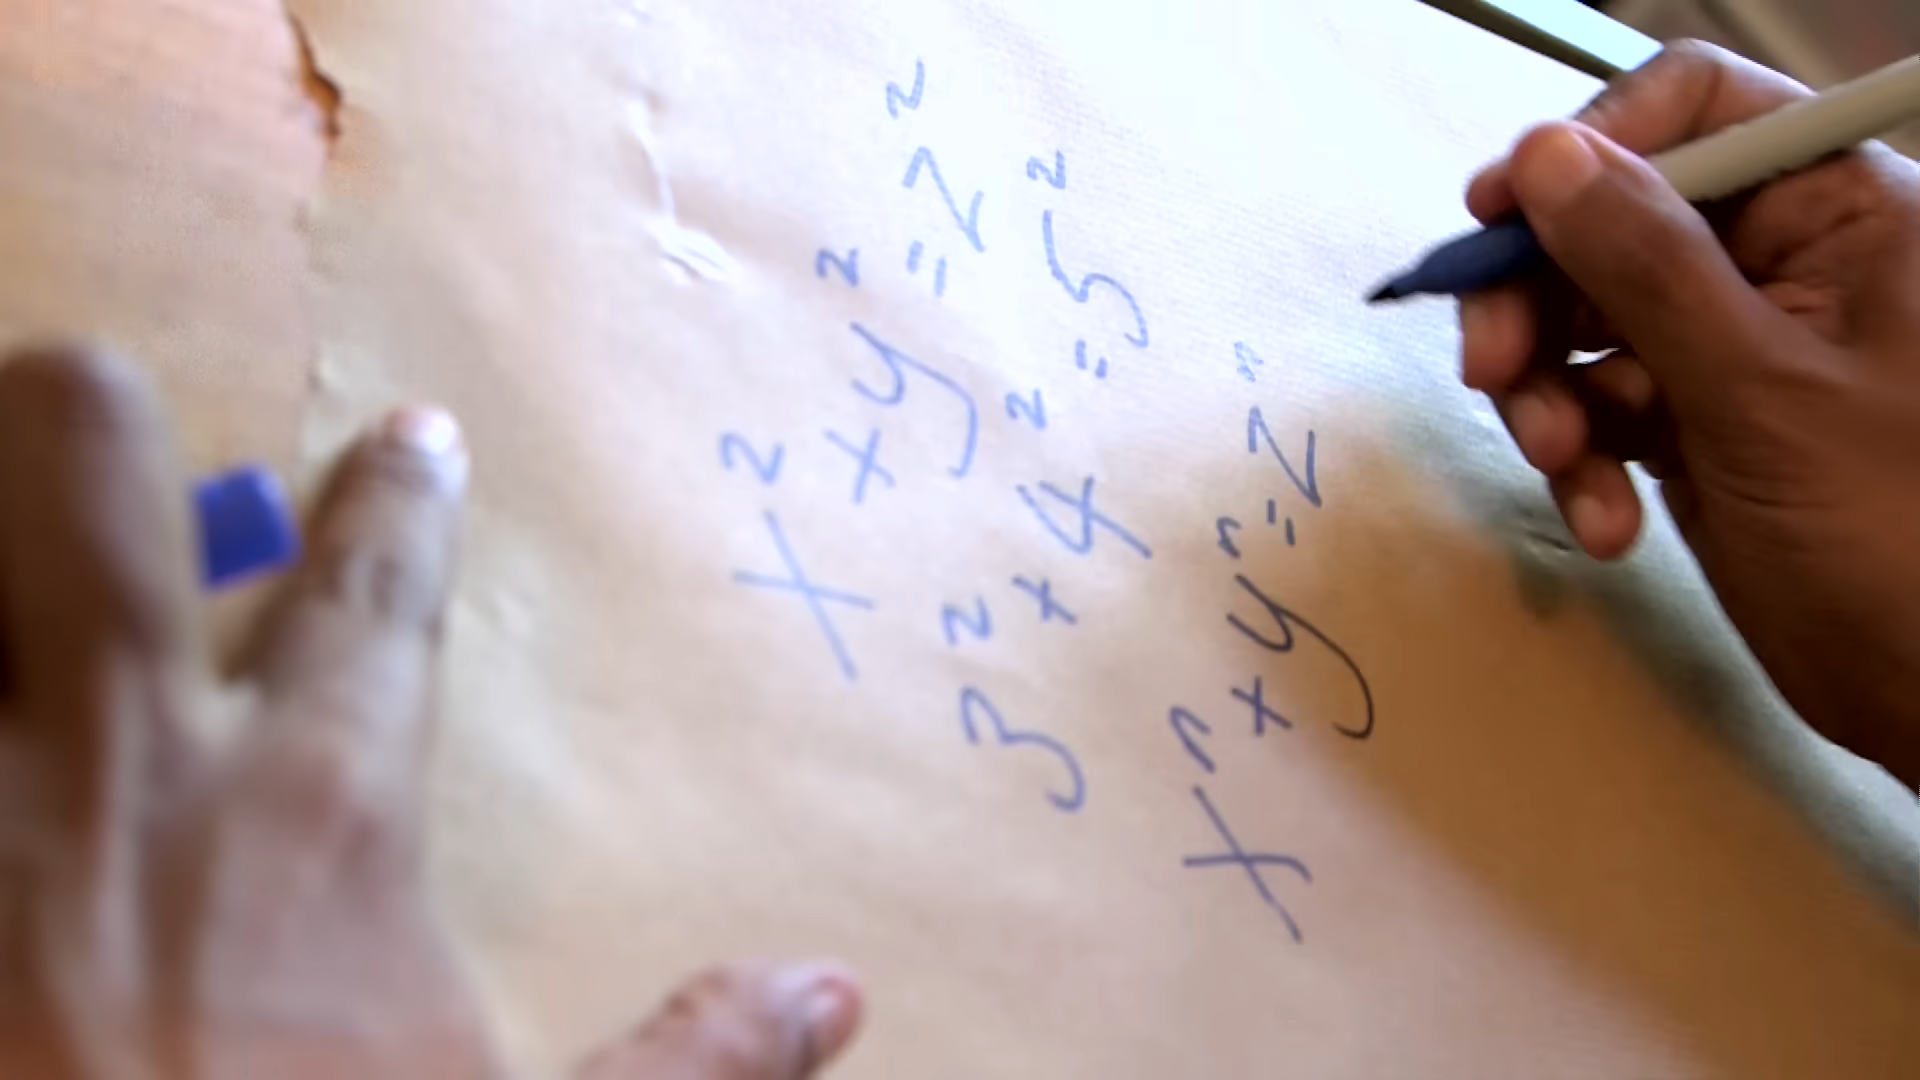 x² + y² = z²
3² + 4² = 5²
xⁿ + yⁿ = zⁿ